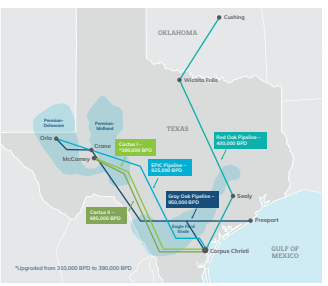 Cushing
OKLAHOMA
Wichita Falls
Permian-
Delaware
Permian-
Midland
TEXAS
Orla
Crane
McCamey
Cactus I –
*390,000 BPD
Red Oak Pipeline –
400,000 BPD
EPIC Pipeline –
925,000 BPD
Gray Oak Pipeline –
900,000 BPD
Sealy
Cactus II –
695,000 BPD
Freeport
Eagle Ford
Shale
Corpus Christi
GULF OF
MEXICO
*Upgraded from 310,000 BPD to 390,000 BPD